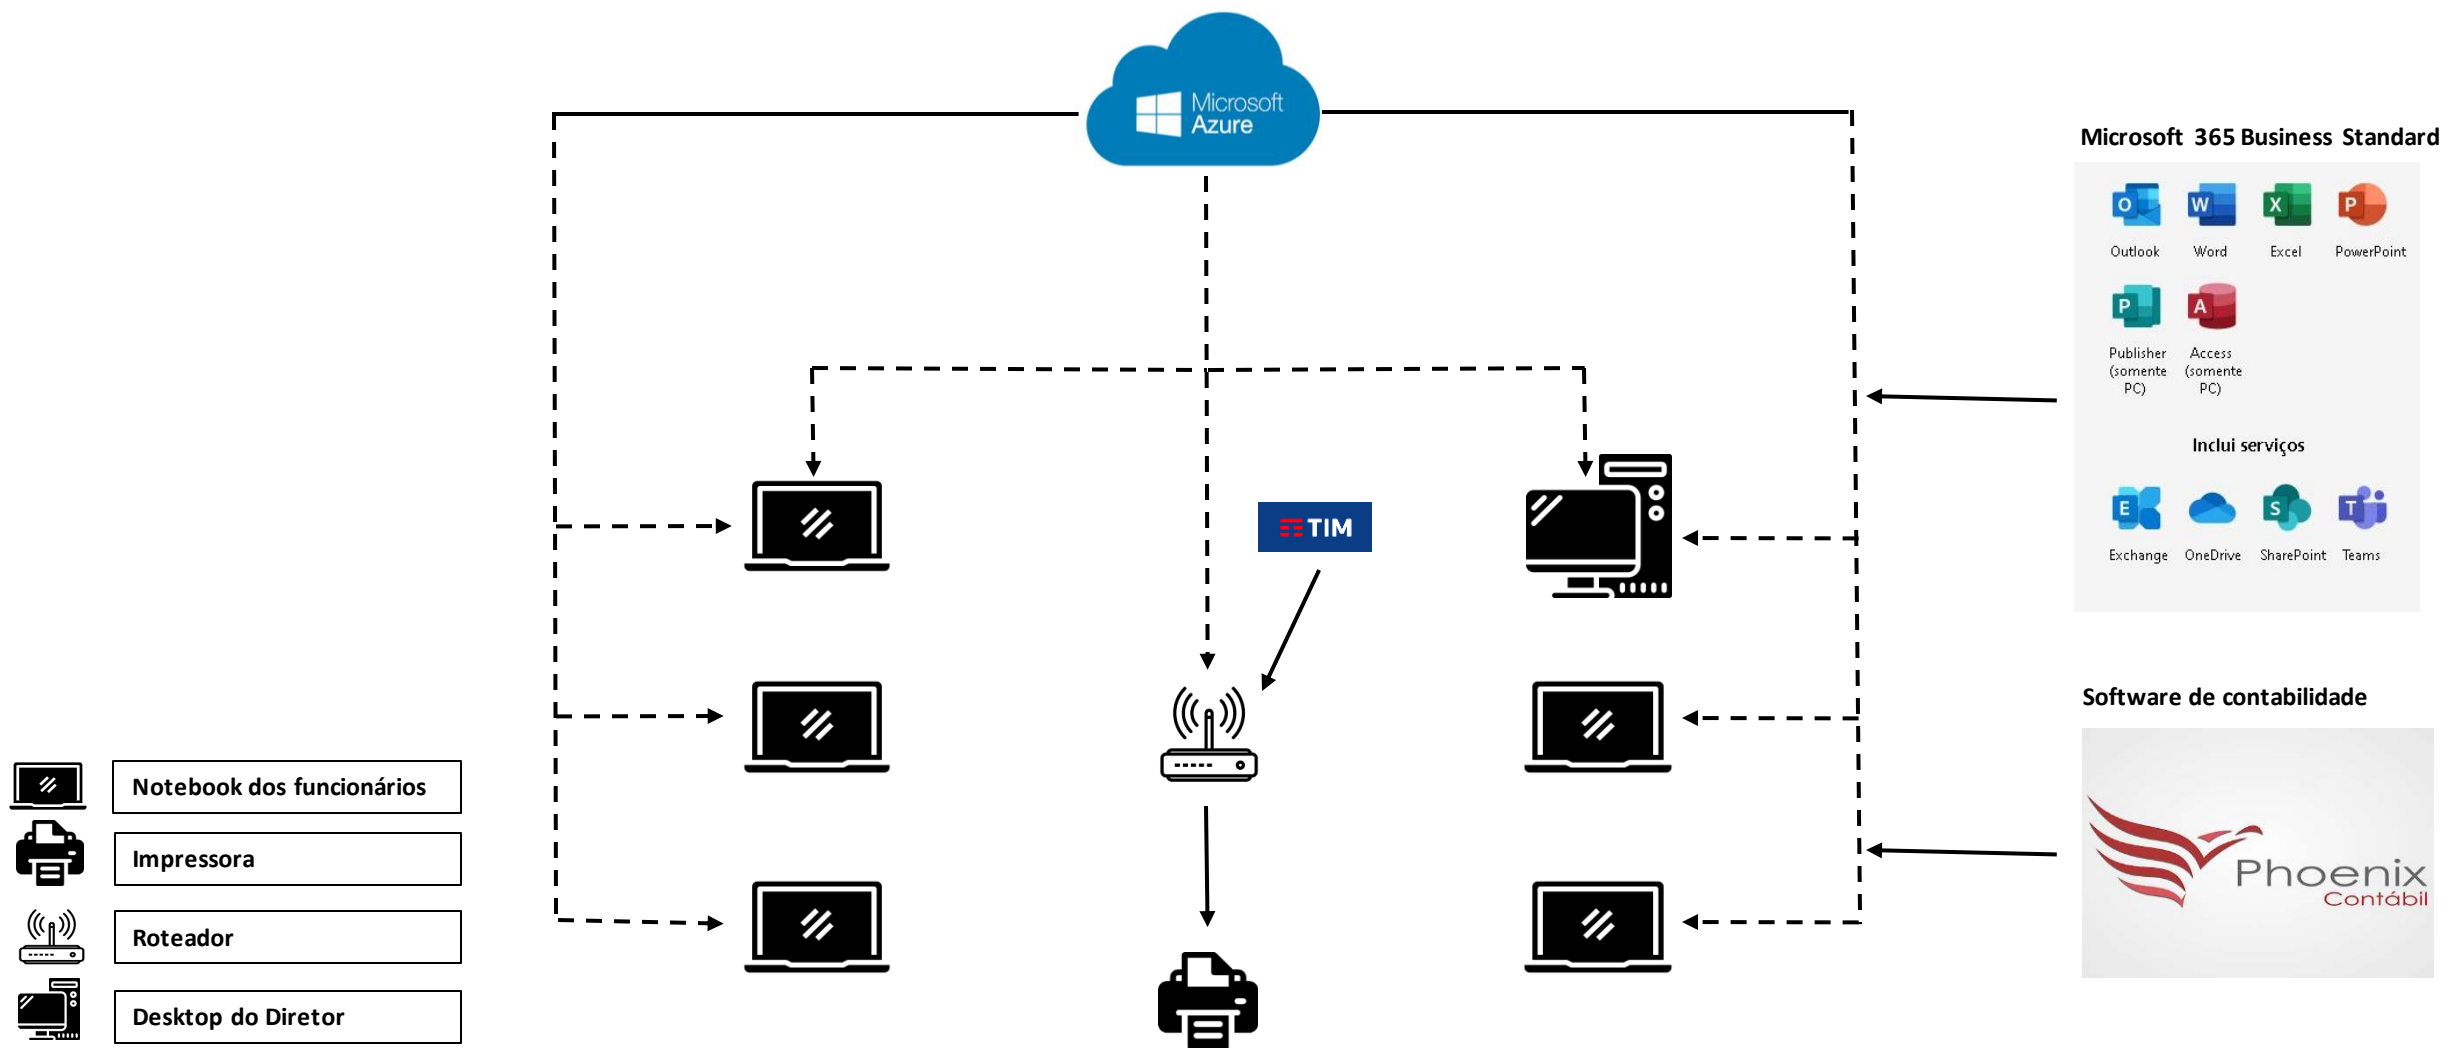 Microsoft
Azure
Microsoft 365 Business Standard
O
W
X
P
Outlook
Word
Excel
PowerPoint
P
A
Publisher
(somente
PC)
Access
(somente
PC)
Inclui serviços
E
S
T
Exchange
OneDrive
SharePoint
Teams
TIM
Software de contabilidade
Phoenix
Contábil
Notebook dos funcionários
Impressora
Roteador
Desktop do Diretor